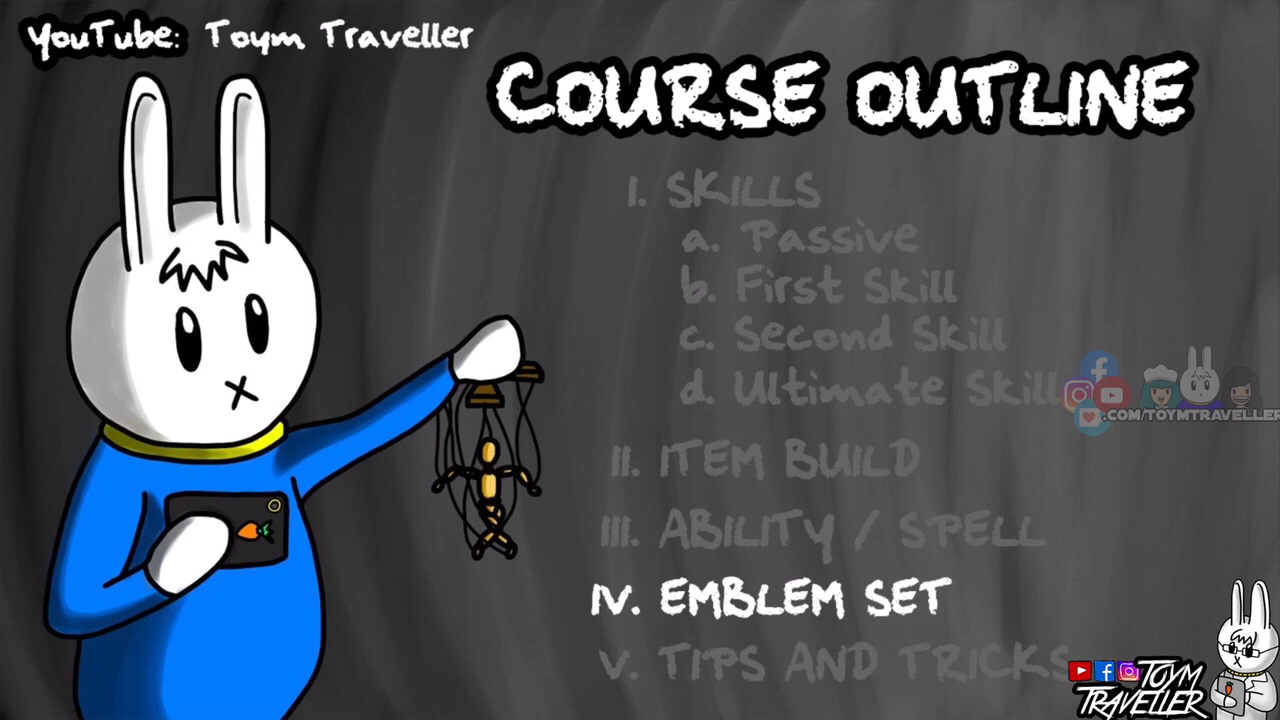 YouTube: Toym Traveller
COURSE OUTLINE
I. SKILLS
a. Passive
b. First Skill
c. Second Skill
d. Ultimate Skill
.COM/TOYMTRAVELLER
II. ITEM BUILD
III. ABILITY / SPELL
IV. EMBLEM SET
V. TIPS AND TRICKS
TOYM
TRAVELLER